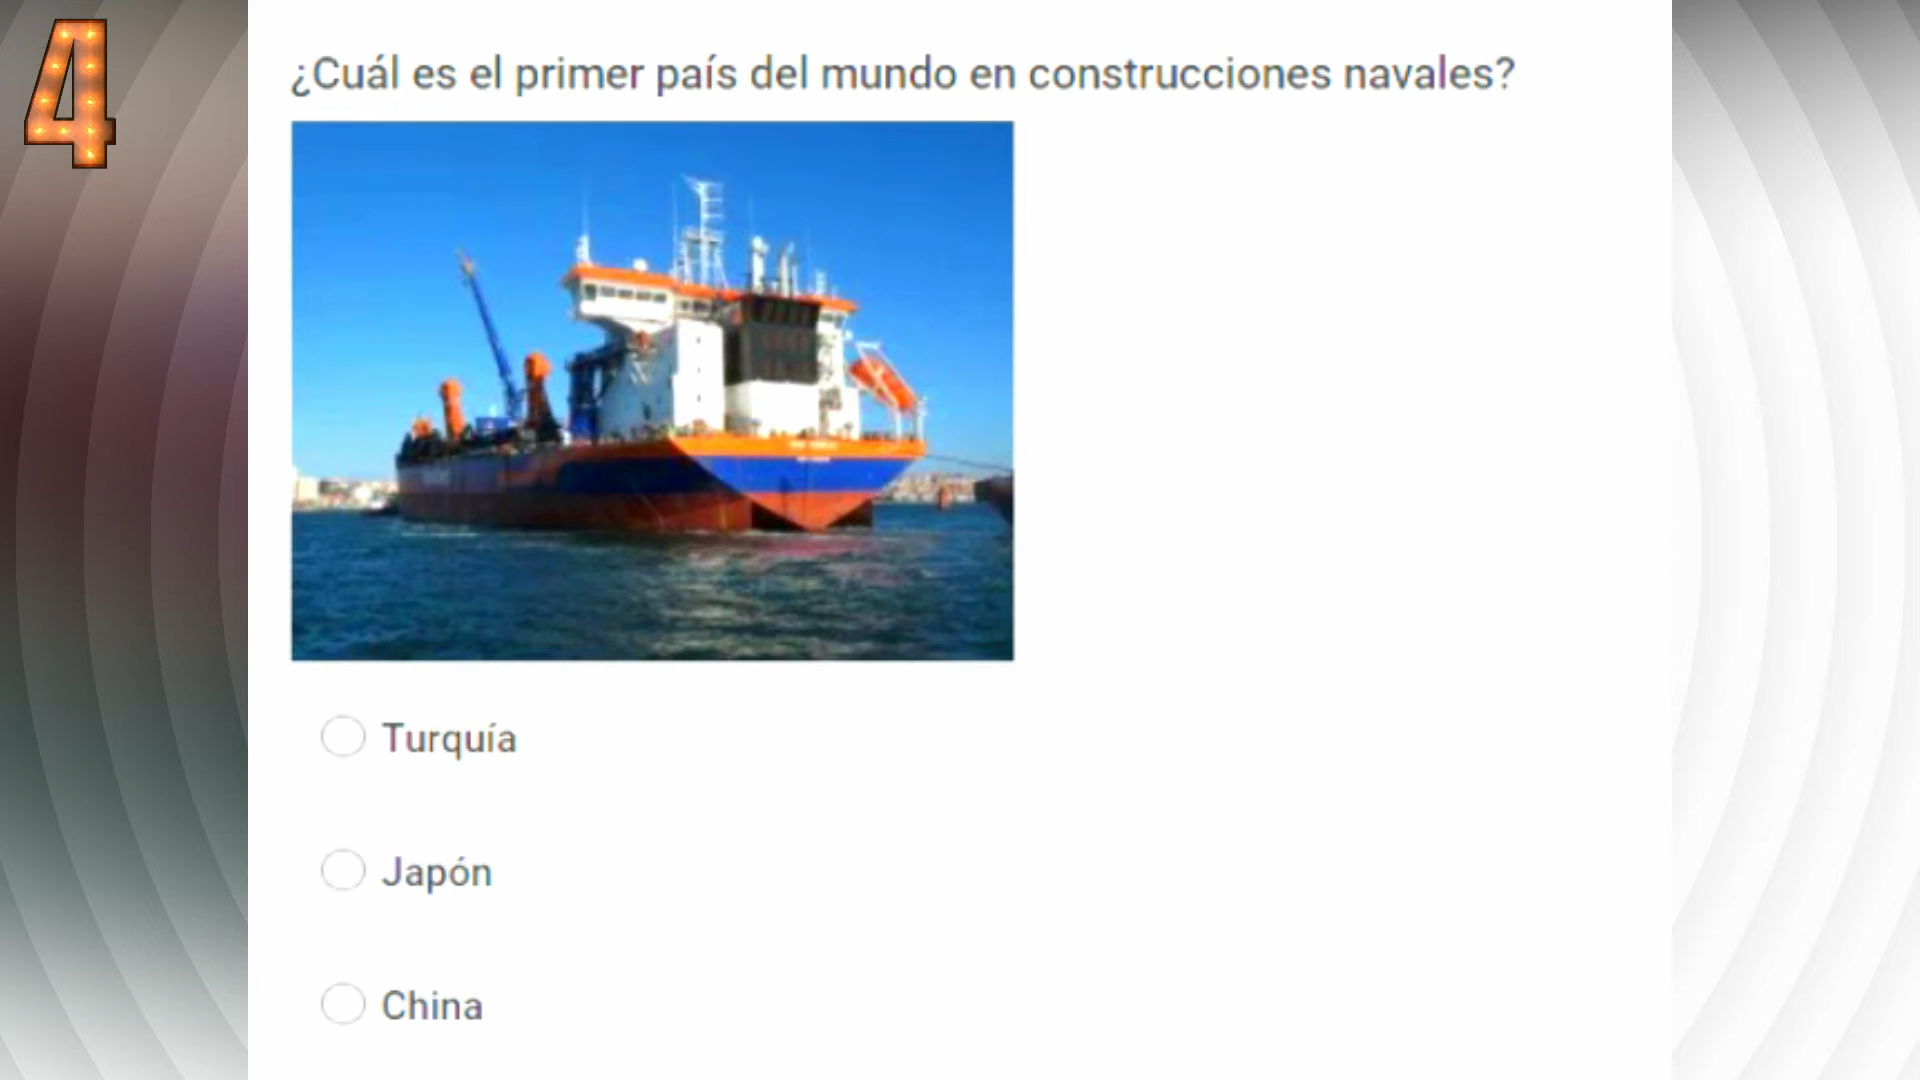 4
¿Cuál es el primer país del mundo en construcciones navales?
Turquía
Japón
China